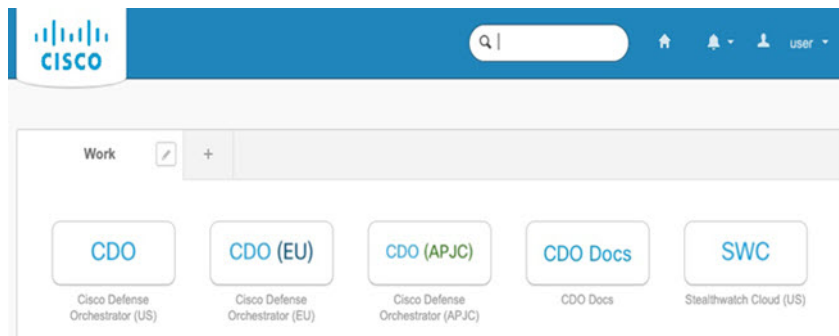 CISCO
user
Work
+
CDO
CDO (EU)
CDO (APJC)
CDO Docs
SWC
Cisco Defense
Orchestrator (US)
Cisco Defense
Orchestrator (EU)
Cisco Defense
Orchestrator (APJC)
CDO Docs
Stealthwatch Cloud (US)